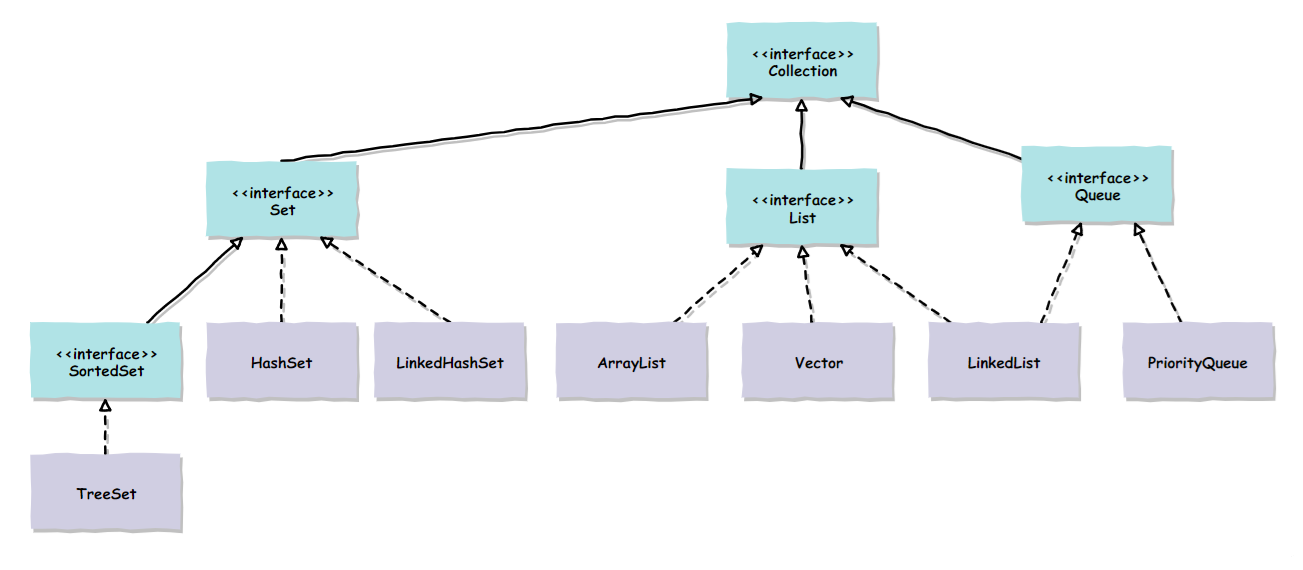 <<interface>>
Collection
<<interface>>
Set
<<interface>>
List
<<interface>>
Queue
<<interface>>
SortedSet
HashSet
LinkedHashSet
ArrayList
Vector
LinkedList
PriorityQueue
TreeSet